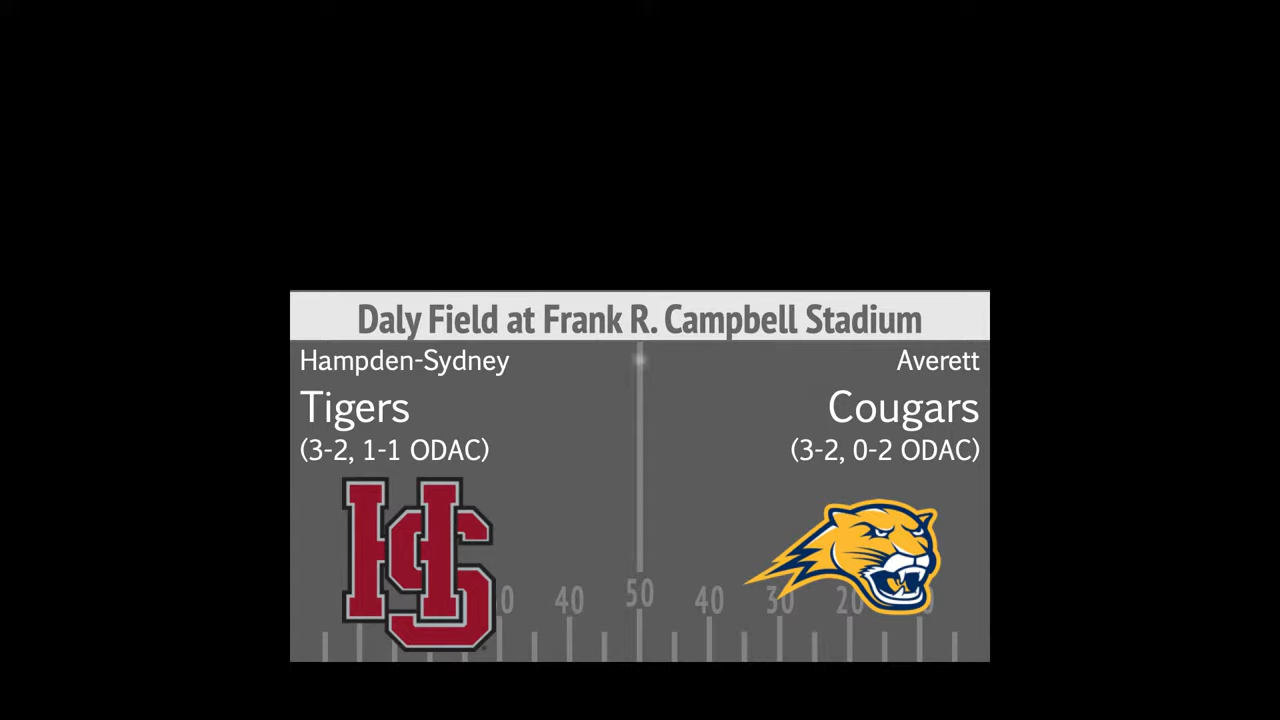 Daly Field at Frank R. Campbell Stadium
Hampden-Sydney
Tigers
(3-2, 1-1 ODAC)
HS
Averett
Cougars
(3-2, 0-2 ODAC)
40 50 40 30 20